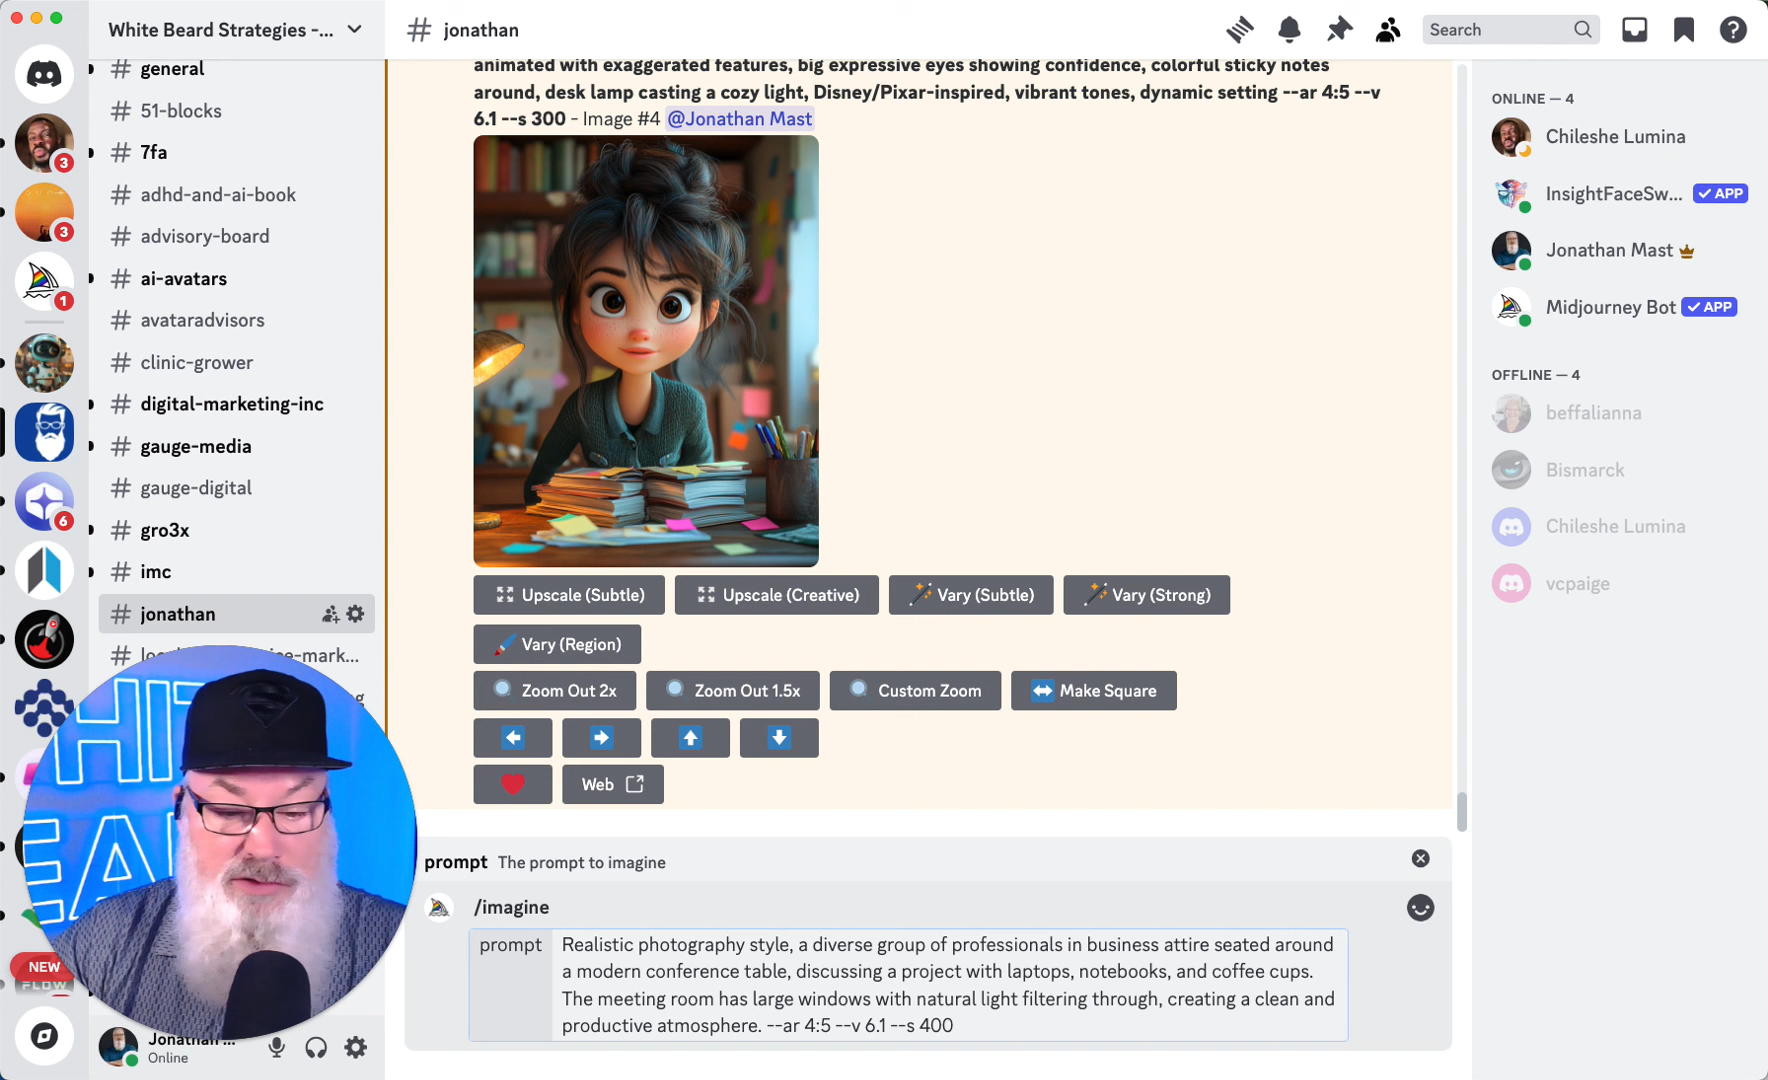 White Beard Strategies -...
jonathan
Search
general
51-blocks
7fa
adhd-and-ai-book
advisory-board
ai-avatars
avataradvisors
clinic-grower
digital-marketing-inc
gauge-media
gauge-digital
gro3x
imc
jonathan
3
3
1
6
NEW
FLOW
Jonathan ...
Online
animated with exaggerated features, big expressive eyes showing confidence, colorful sticky notes
around, desk lamp casting a cozy light, Disney/Pixar-inspired, vibrant tones, dynamic setting --ar 4:5 --v
6.1 --s 300 - Image #4 @Jonathan Mast
Upscale (Subtle)
Upscale (Creative)
Vary (Subtle)
Vary (Strong)
Vary (Region)
Zoom Out 2x
Zoom Out 1.5x
Custom Zoom
Make Square
Web
prompt The prompt to imagine
/imagine
prompt
Realistic photography style, a diverse group of professionals in business attire seated around
a modern conference table, discussing a project with laptops, notebooks, and coffee cups.
The meeting room has large windows with natural light filtering through, creating a clean and
productive atmosphere. --ar 4:5 --v 6.1 --s 400
ONLINE — 4
Chileshe Lumina
InsightFaceSw... APP
Jonathan Mast
Midjourney Bot APP
OFFLINE — 4
beffalianna
Bismarck
Chileshe Lumina
vcpaige